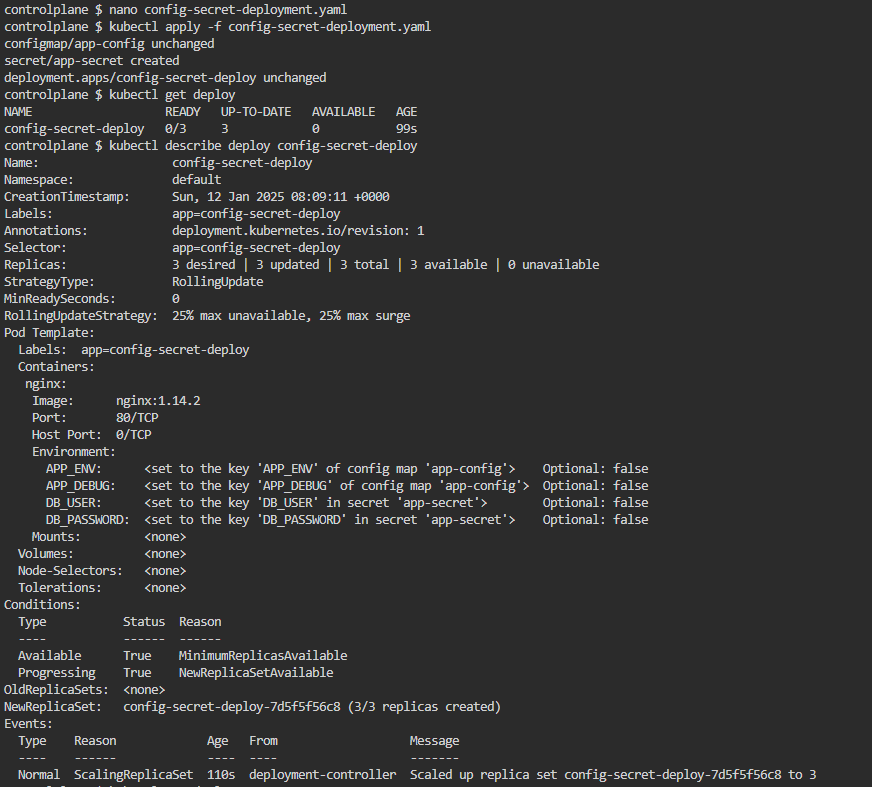 controlplane $ nano config-secret-deployment.yaml
controlplane $ kubectl apply -f config-secret-deployment.yaml
configmap/app-config unchanged
secret/app-secret created
deployment.apps/config-secret-deploy unchanged
controlplane $ kubectl get deploy
NAME                   READY   UP-TO-DATE   AVAILABLE   AGE
config-secret-deploy   0/3     3            0           99s
controlplane $ kubectl describe deploy config-secret-deploy
Name:                   config-secret-deploy
Namespace:              default
CreationTimestamp:      Sun, 12 Jan 2025 08:09:11 +0000
Labels:                 app=config-secret-deploy
Annotations:            deployment.kubernetes.io/revision: 1
Selector:               app=config-secret-deploy
Replicas:               3 desired | 3 updated | 3 total | 3 available | 0 unavailable
StrategyType:           RollingUpdate
MinReadySeconds:        0
RollingUpdateStrategy:  25% max unavailable, 25% max surge
Pod Template:
  Labels:  app=config-secret-deploy
  Containers:
   nginx:
    Image:      nginx:1.14.2
    Port:       80/TCP
    Host Port:  0/TCP
    Environment:
      APP_ENV:      <set to the key 'APP_ENV' of config map 'app-config'>    Optional: false
      APP_DEBUG:    <set to the key 'APP_DEBUG' of config map 'app-config'>  Optional: false
      DB_USER:      <set to the key 'DB_USER' in secret 'app-secret'>        Optional: false
      DB_PASSWORD:  <set to the key 'DB_PASSWORD' in secret 'app-secret'>    Optional: false
    Mounts:         <none>
  Volumes:          <none>
  Node-Selectors:   <none>
  Tolerations:      <none>
Conditions:
  Type           Status  Reason
  ----           ------  ------
  Available      True    MinimumReplicasAvailable
  Progressing    True    NewReplicaSetAvailable
OldReplicaSets:  <none>
NewReplicaSet:   config-secret-deploy-7d5f5f56c8 (3/3 replicas created)
Events:
  Type    Reason             Age   From                   Message
  ----    ------             ----  ----                   -------
  Normal  ScalingReplicaSet  110s  deployment-controller  Scaled up replica set config-secret-deploy-7d5f5f56c8 to 3